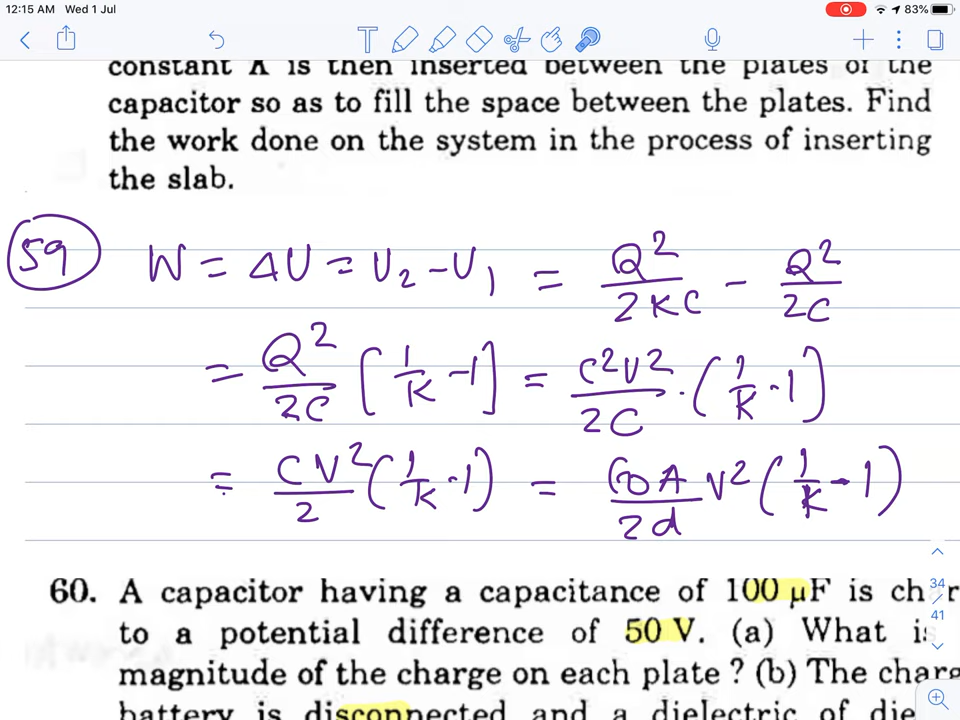 12:15 AM Wed 1 Jul 83%
constant K is then inserted between the plates of the
capacitor so as to fill the space between the plates. Find
the work done on the system in the process of inserting
the slab.
59 W = ΔU = U₂ - U₁ = Q²/2KC - Q²/2C
= Q²/2C [1/K - 1] = C²V²/2C · (1/K - 1)
= CV²/2 (1/K - 1) = ϵ₀A/2d V² (1/K - 1)
60. A capacitor having a capacitance of 100 μF is ch r
34
41
to a potential difference of 50 V. (a) What is
magnitude of the charge on each plate ? (b) The charg
battery is disconnected and a dielectric of die